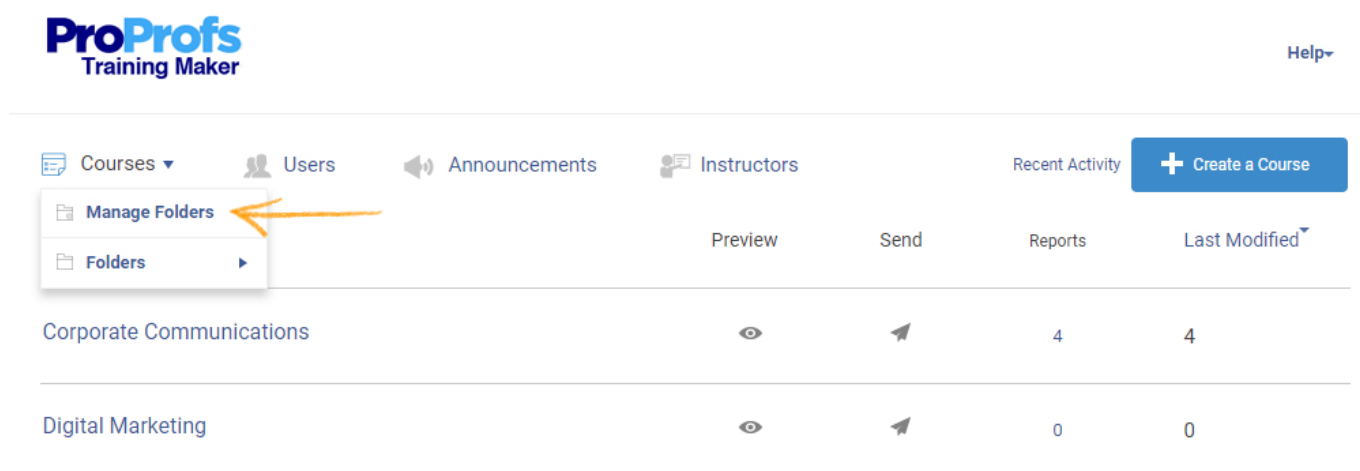 ProProfs
Training Maker
Help
Courses Users Announcements Instructors Recent Activity Create a Course
Manage Folders
Folders
Preview Send Reports Last Modified
Corporate Communications 4 4
Digital Marketing 0 0